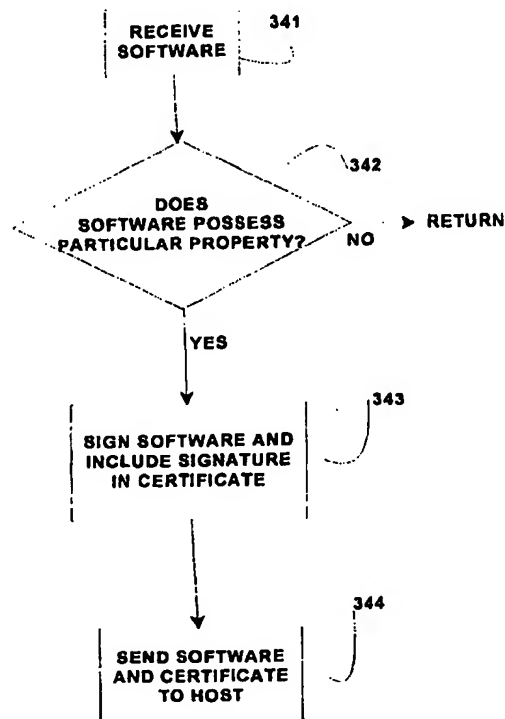 RECEIVE
SOFTWARE
341
342
DOES
SOFTWARE POSSESS
PARTICULAR PROPERTY?
NO
RETURN
YES
343
SIGN SOFTWARE AND
INCLUDE SIGNATURE
IN CERTIFICATE
344
SEND SOFTWARE
AND CERTIFICATE
TO HOST